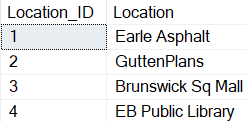 Location_ID Location
1 Earle Asphalt
2 GuttenPlans
3 Brunswick Sq Mall
4 EB Public Library